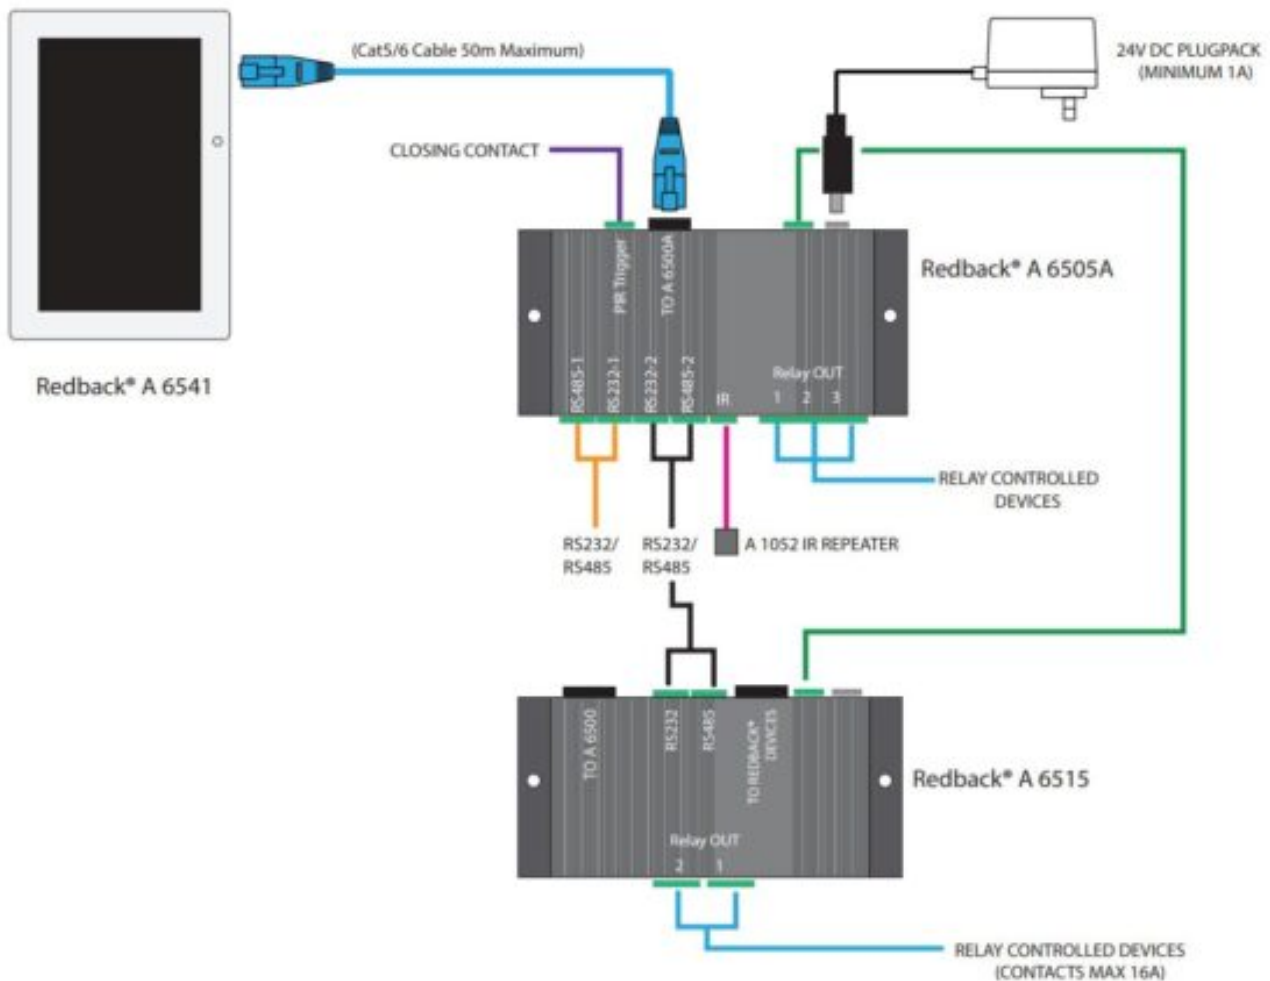 (Cat5/6 Cable 50m Maximum)
24V DC PLUGPACK
(MINIMUM 1A)
CLOSING CONTACT
PIR Trigger
TO A 6500A
Redback® A 6505A
Redback® A 6541
RS485-1
RS232-1
RS232-2
RS485-2
IR
Relay OUT
1 2 3
RELAY CONTROLLED
DEVICES
RS232/
RS485
RS232/
RS485
A 1052 IR REPEATER
TO A 6500
RS232
RS485
TO REDBACK®
DEVICES
Redback® A 6515
Relay OUT
2 1
RELAY CONTROLLED DEVICES
(CONTACTS MAX 16A)